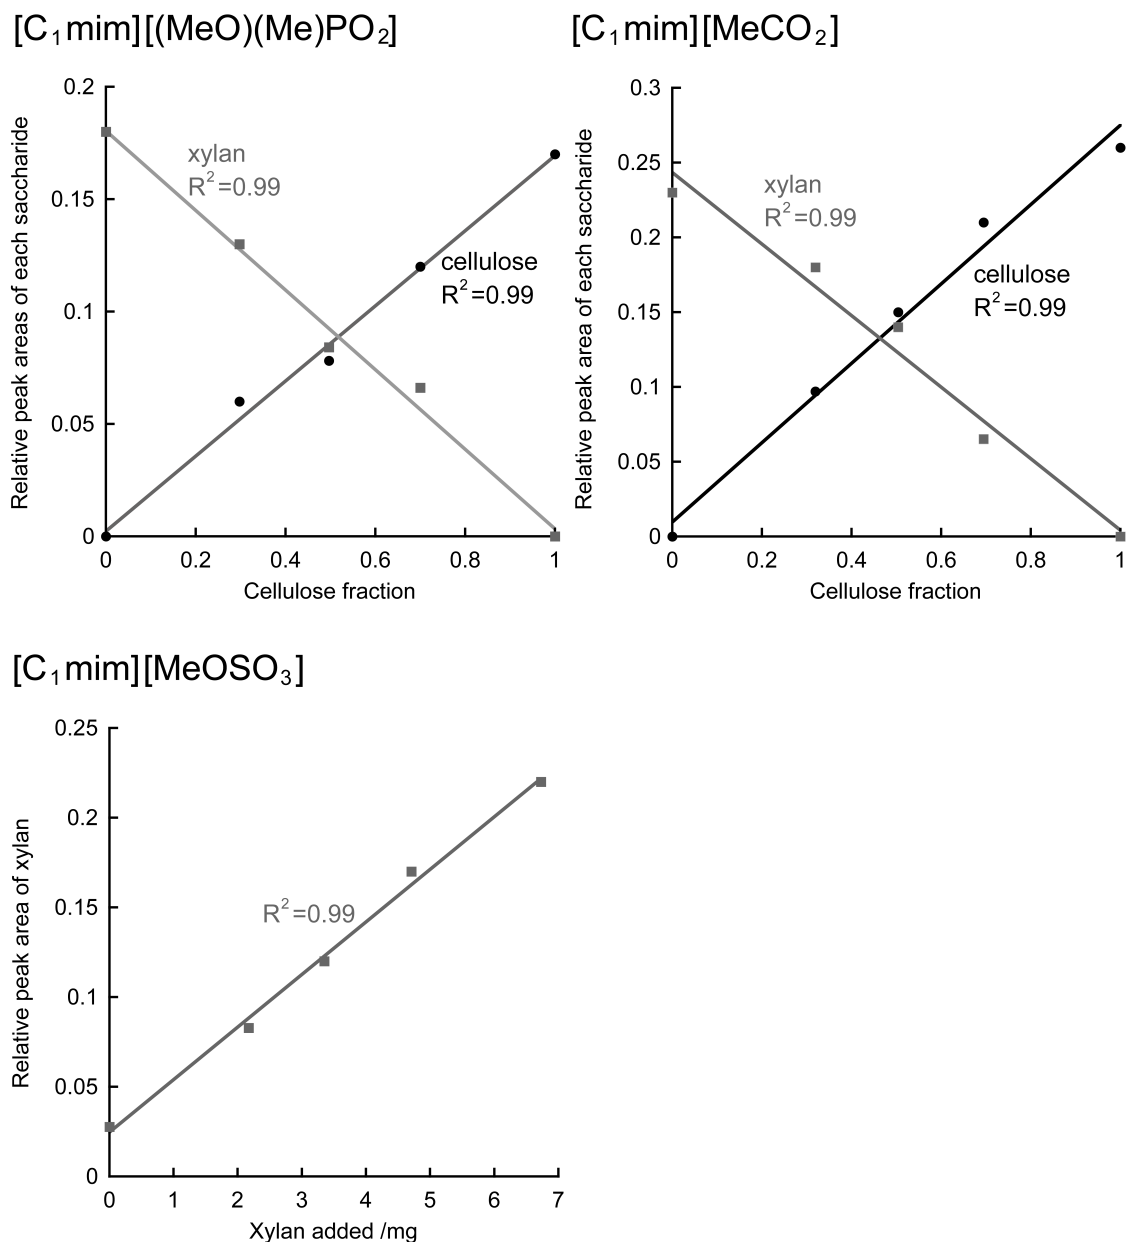 [C₁mim][(MeO)(Me)PO₂]
0.2
0.15
0.1
0.05
0
0
0.2
0.4
0.6
0.8
1
Relative peak areas of each saccharide
Cellulose fraction
xylan
R²=0.99
cellulose
R²=0.99
[C₁mim][MeCO₂]
0.3
0.25
0.2
0.15
0.1
0.05
0
0
0.2
0.4
0.6
0.8
1
Relative peak area of each saccharide
Cellulose fraction
xylan
R²=0.99
cellulose
R²=0.99
[C₁mim][MeOSO₃]
0.25
0.2
0.15
0.1
0.05
0
0
1
2
3
4
5
6
7
Relative peak area of xylan
Xylan added /mg
R²=0.99